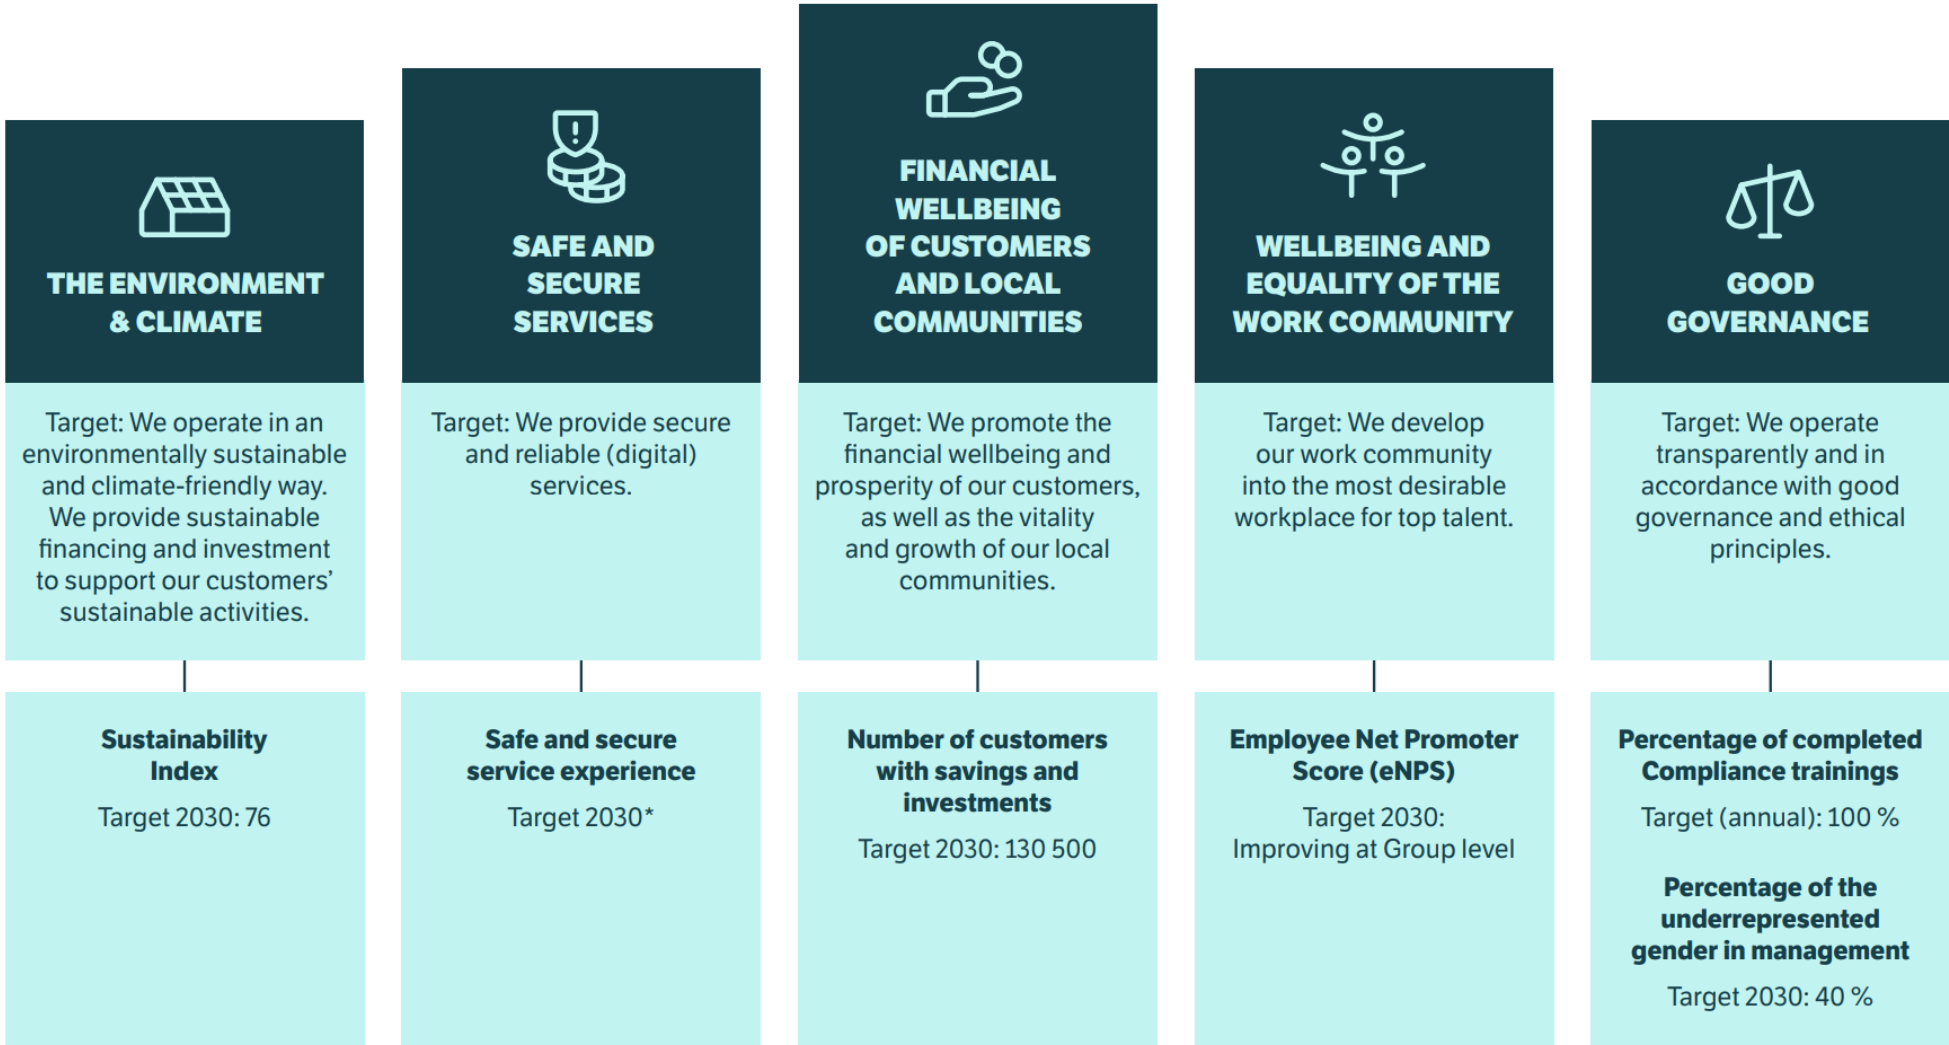 THE ENVIRONMENT
& CLIMATE
Target: We operate in an
environmentally sustainable
and climate-friendly way.
We provide sustainable
financing and investment
to support our customers’
sustainable activities.
Sustainability
Index
Target 2030: 76
SAFE AND
SECURE
SERVICES
Target: We provide secure
and reliable (digital)
services.
Safe and secure
service experience
Target 2030*
FINANCIAL
WELLBEING
OF CUSTOMERS
AND LOCAL
COMMUNITIES
Target: We promote the
financial wellbeing and
prosperity of our customers,
as well as the vitality
and growth of our local
communities.
Number of customers
with savings and
investments
Target 2030: 130 500
WELLBEING AND
EQUALITY OF THE
WORK COMMUNITY
Target: We develop
our work community
into the most desirable
workplace for top talent.
Employee Net Promoter
Score (eNPS)
Target 2030:
Improving at Group level
GOOD
GOVERNANCE
Target: We operate
transparently and in
accordance with good
governance and ethical
principles.
Percentage of completed
Compliance trainings
Target (annual): 100 %
Percentage of the
underrepresented
gender in management
Target 2030: 40 %